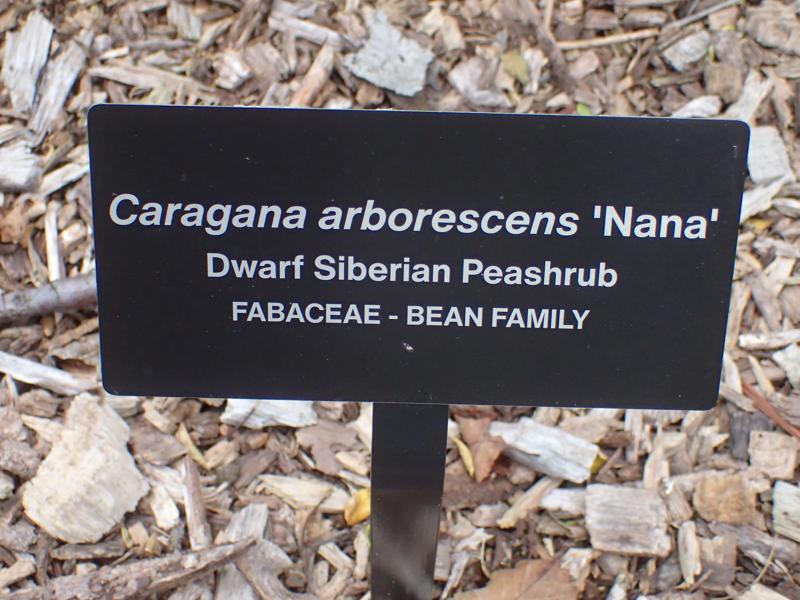 Caragana arborescens 'Nana'
Dwarf Siberian Peashrub
FABACEAE - BEAN FAMILY